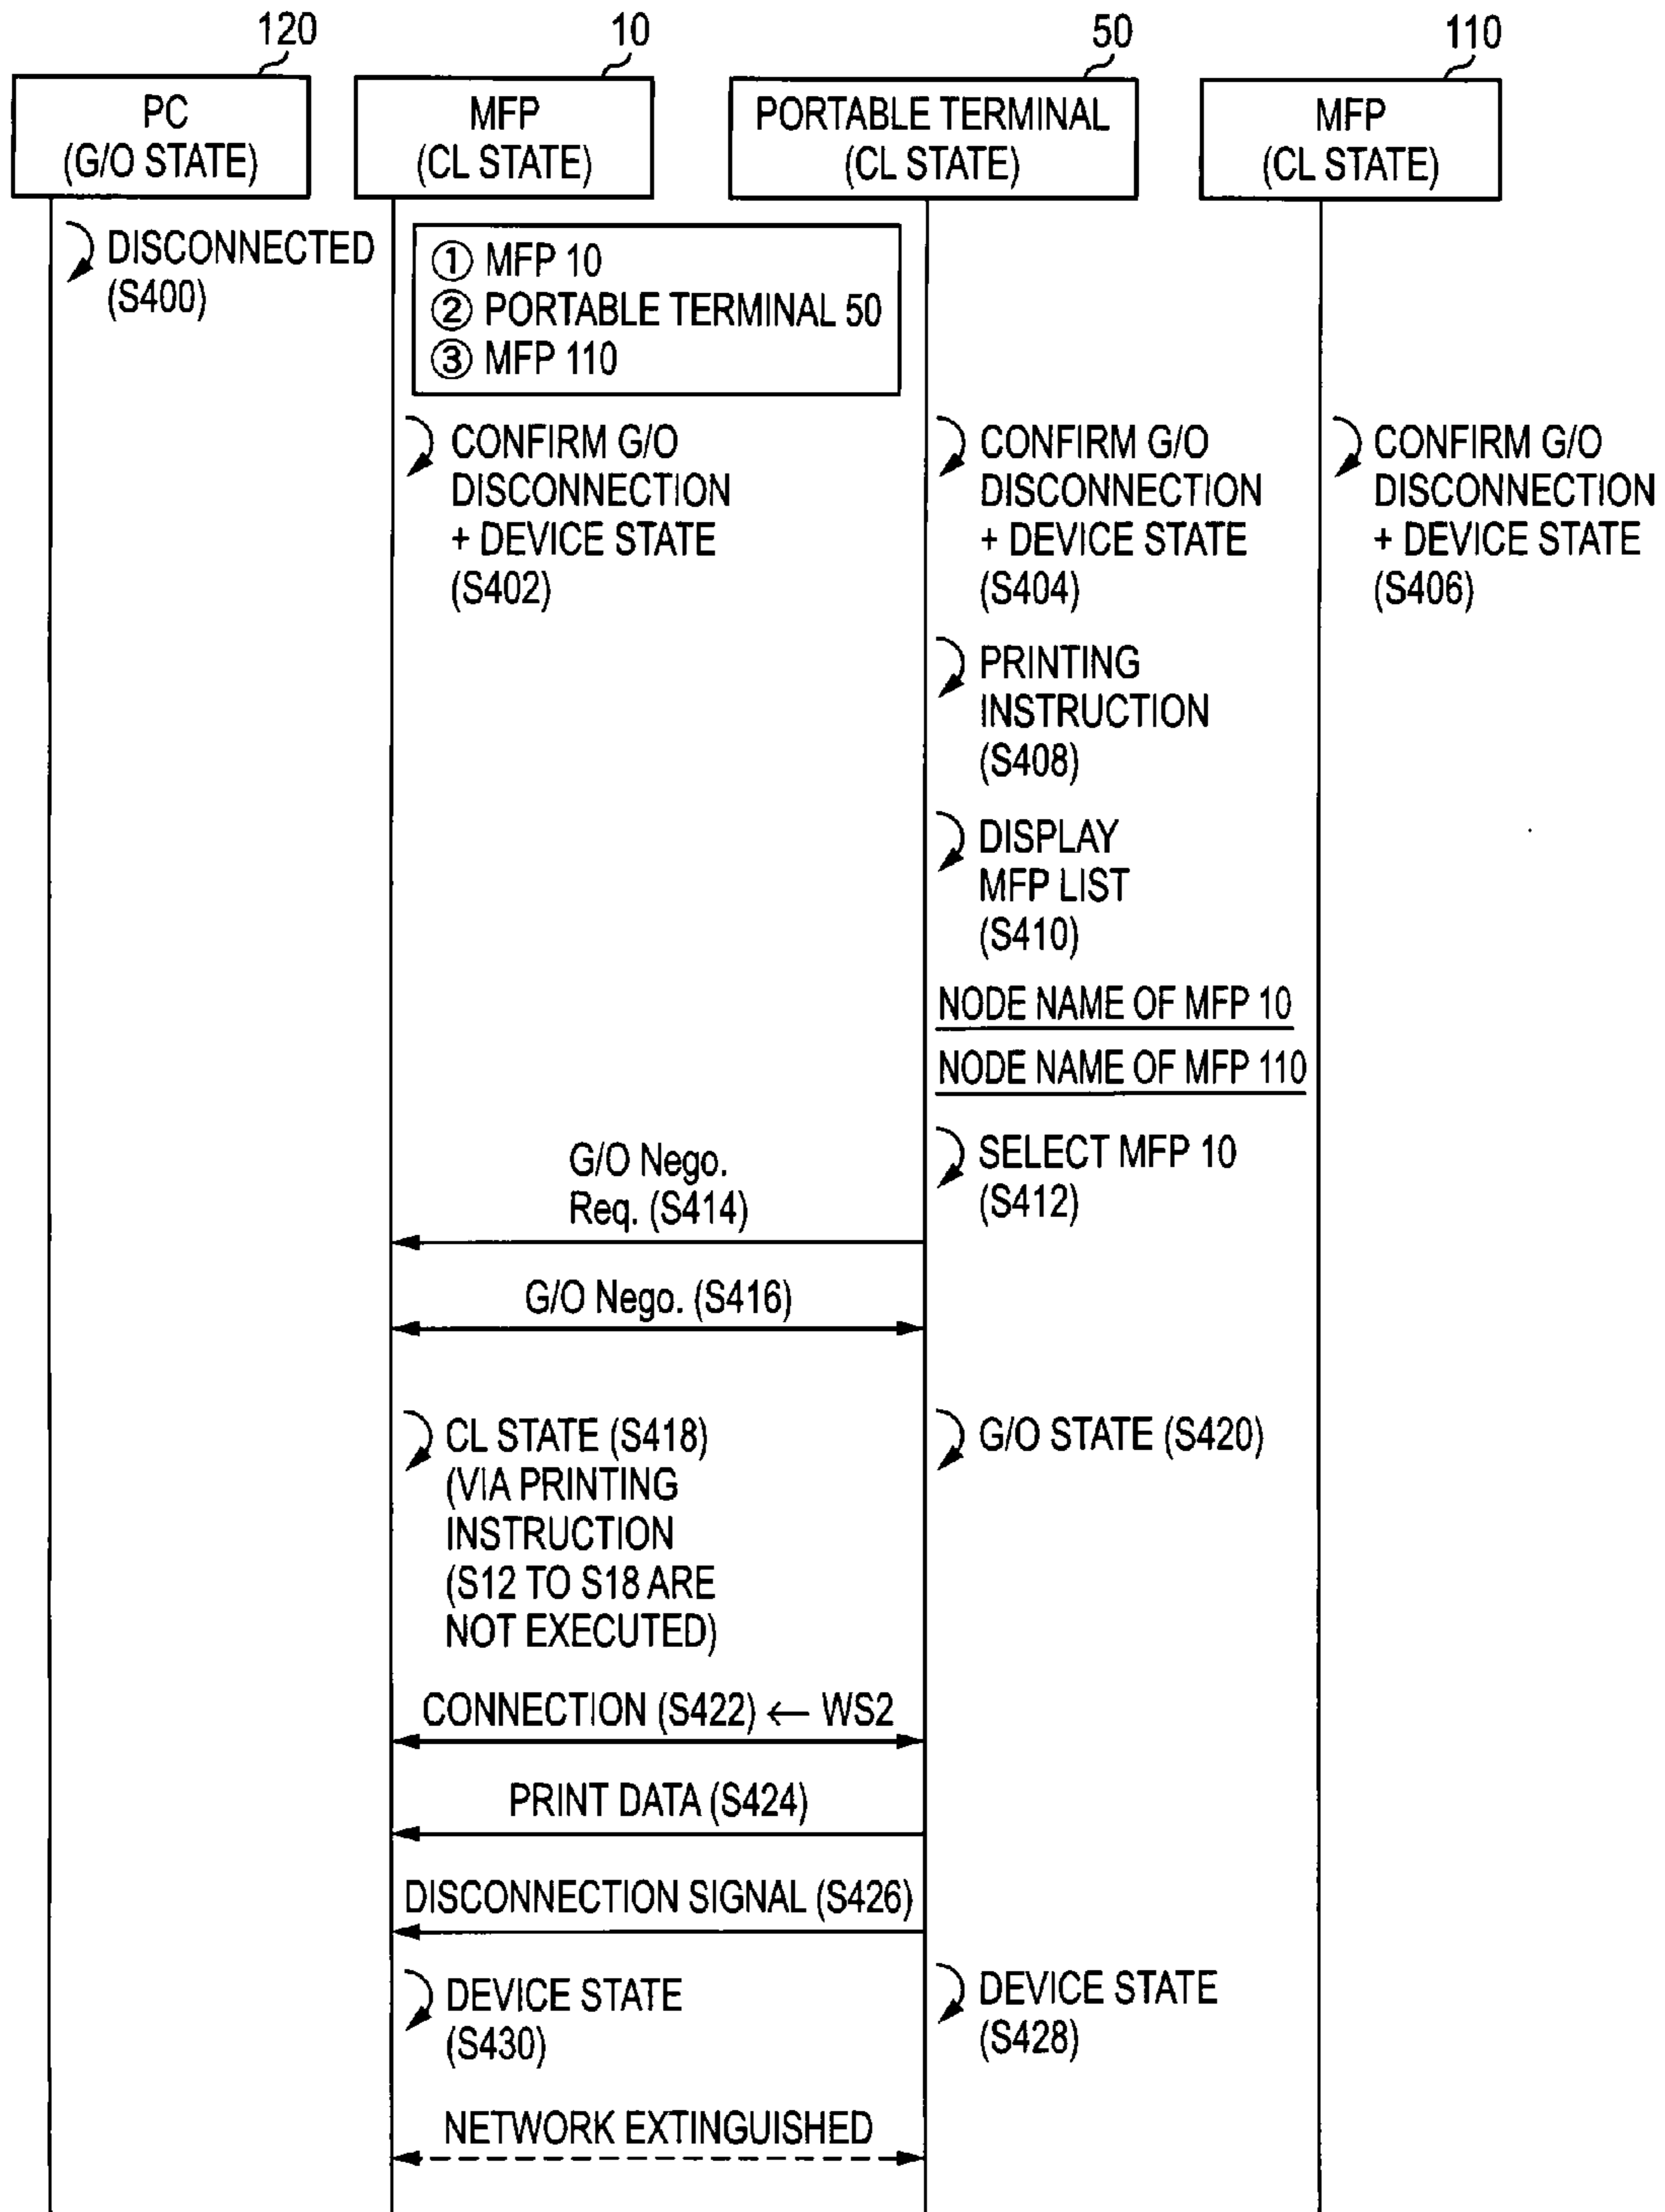 120
10
50
110
PC
(G/O STATE)
MFP
(CL STATE)
PORTABLE TERMINAL
(CL STATE)
MFP
(CL STATE)
DISCONNECTED
(S400)
① MFP 10
② PORTABLE TERMINAL 50
③ MFP 110
CONFIRM G/O
DISCONNECTION
+ DEVICE STATE
(S402)
CONFIRM G/O
DISCONNECTION
+ DEVICE STATE
(S404)
CONFIRM G/O
DISCONNECTION
+ DEVICE STATE
(S406)
PRINTING
INSTRUCTION
(S408)
DISPLAY
MFP LIST
(S410)
NODE NAME OF MFP 10
NODE NAME OF MFP 110
SELECT MFP 10
(S412)
G/O Nego.
Req. (S414)
G/O Nego. (S416)
CL STATE (S418)
(VIA PRINTING
INSTRUCTION
(S12 TO S18 ARE
NOT EXECUTED)
G/O STATE (S420)
CONNECTION (S422) ← WS2
PRINT DATA (S424)
DISCONNECTION SIGNAL (S426)
DEVICE STATE
(S430)
DEVICE STATE
(S428)
NETWORK EXTINGUISHED